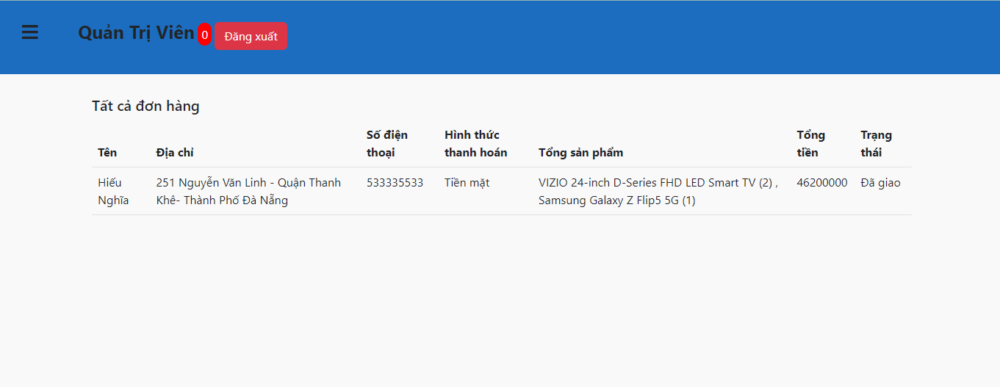 Quản Trị Viên 0 Đăng xuất
Tất cả đơn hàng
Tên Địa chỉ Số điện thoại Hình thức thanh hoán Tổng sản phẩm Tổng tiền Trạng thái
Hiếu Nghĩa 251 Nguyễn Văn Linh - Quận Thanh Khê- Thành Phố Đà Nẵng 533335533 Tiền mặt VIZIO 24-inch D-Series FHD LED Smart TV (2) , Samsung Galaxy Z Flip5 5G (1) 46200000 Đã giao